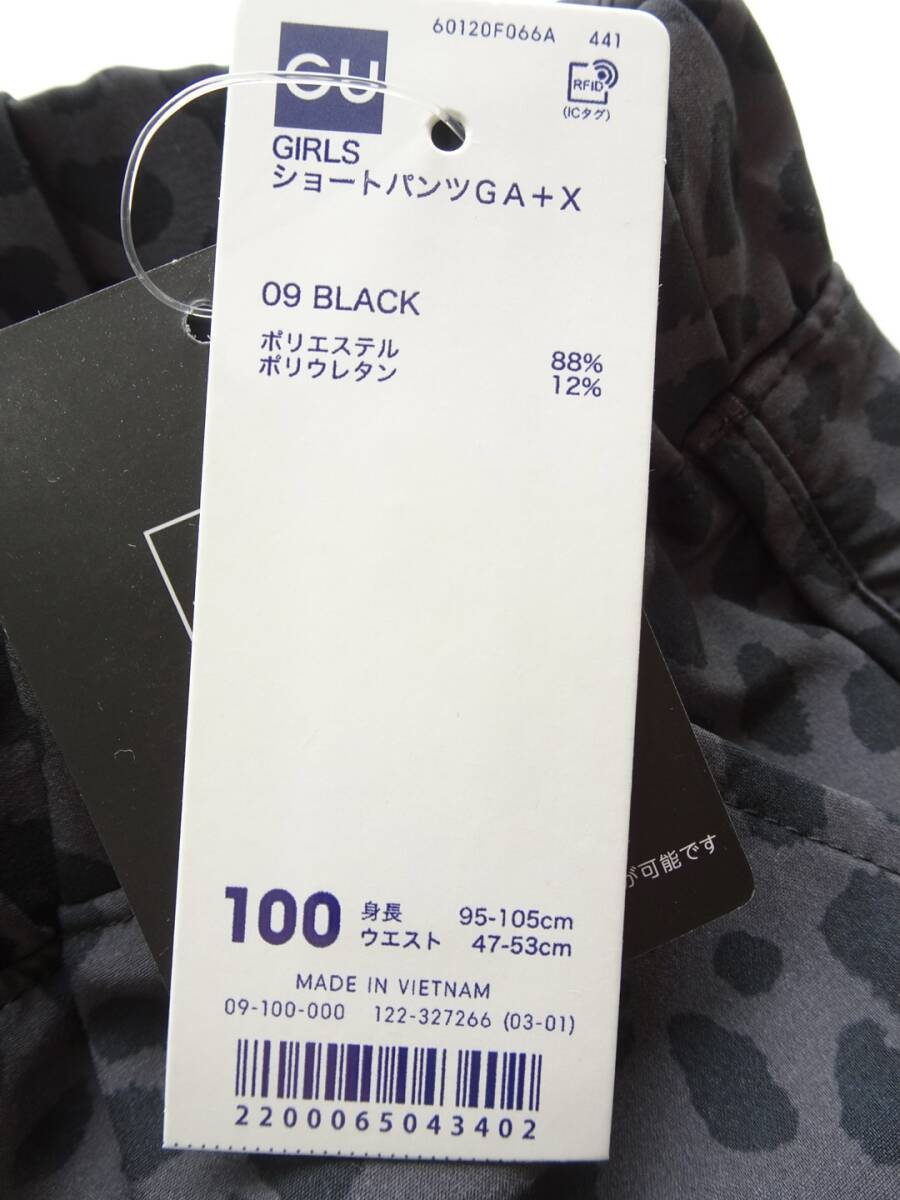 60120F066A 441
GU
RFID
(ICタグ)
GIRLS
ショートパンツGA+X
09 BLACK
ポリエステル 88%
ポリウレタン 12%
が可能です
100 身長 95-105cm
ウエスト 47-53cm
MADE IN VIETNAM
09-100-000 122-327266 (03-01)
2200065043402